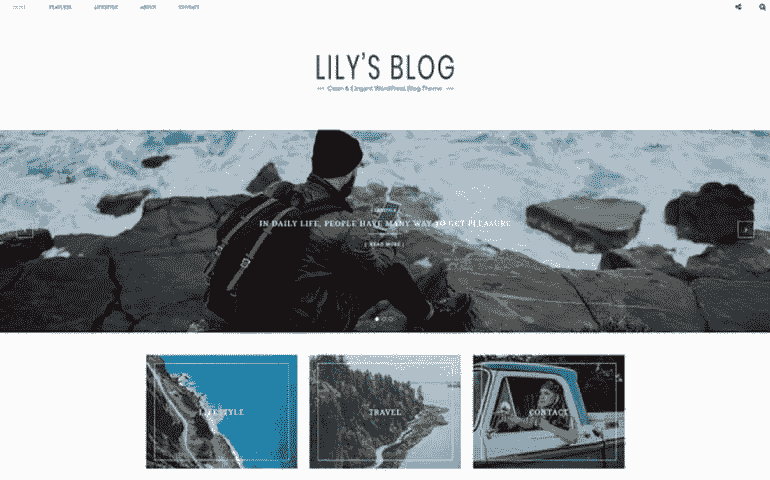 HOME FEATURES LIFESTYLE ABOUT CONTACT
LILY'S BLOG
Clean & Elegant WordPress Blog Theme
IN DAILY LIFE, PEOPLE HAVE MANY WAY TO GET PLEASURE
[ READ MORE ]
LIFESTYLE TRAVEL CONTACT